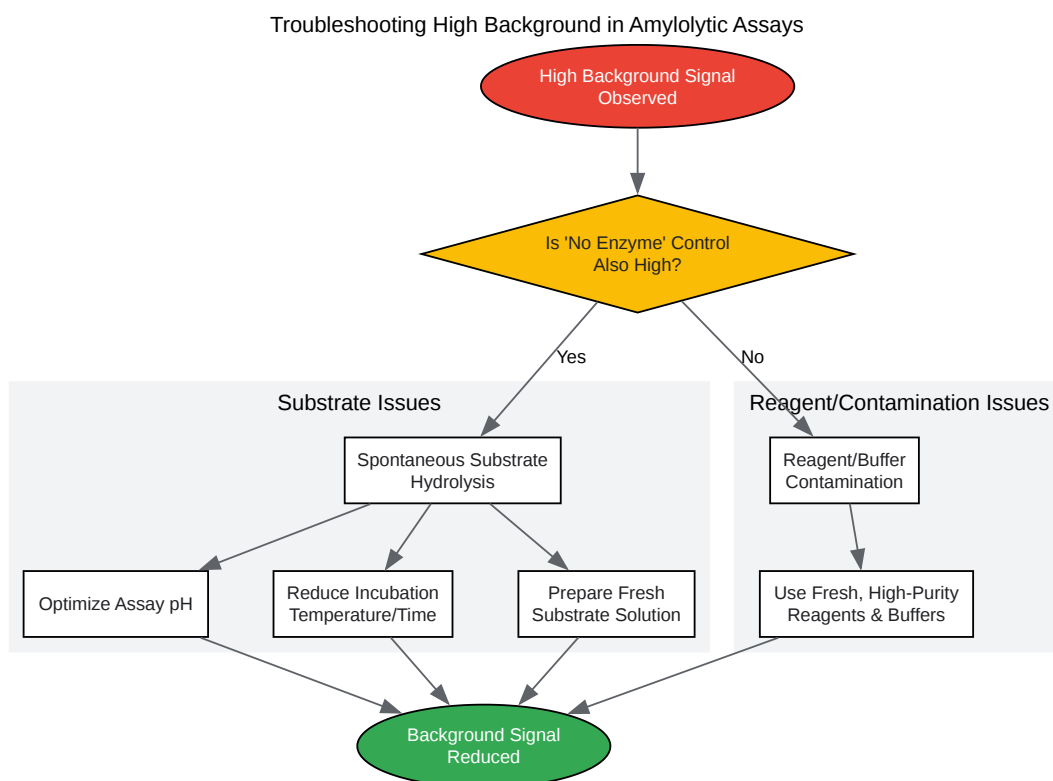 Troubleshooting High Background in Amylolytic Assays
High Background Signal
Observed
Is 'No Enzyme' Control
Also High?
Yes
No
Substrate Issues
Reagent/Contamination Issues
Spontaneous Substrate
Hydrolysis
Reagent/Buffer
Contamination
Optimize Assay pH
Reduce Incubation
Temperature/Time
Prepare Fresh
Substrate Solution
Use Fresh, High-Purity
Reagents & Buffers
Background Signal
Reduced